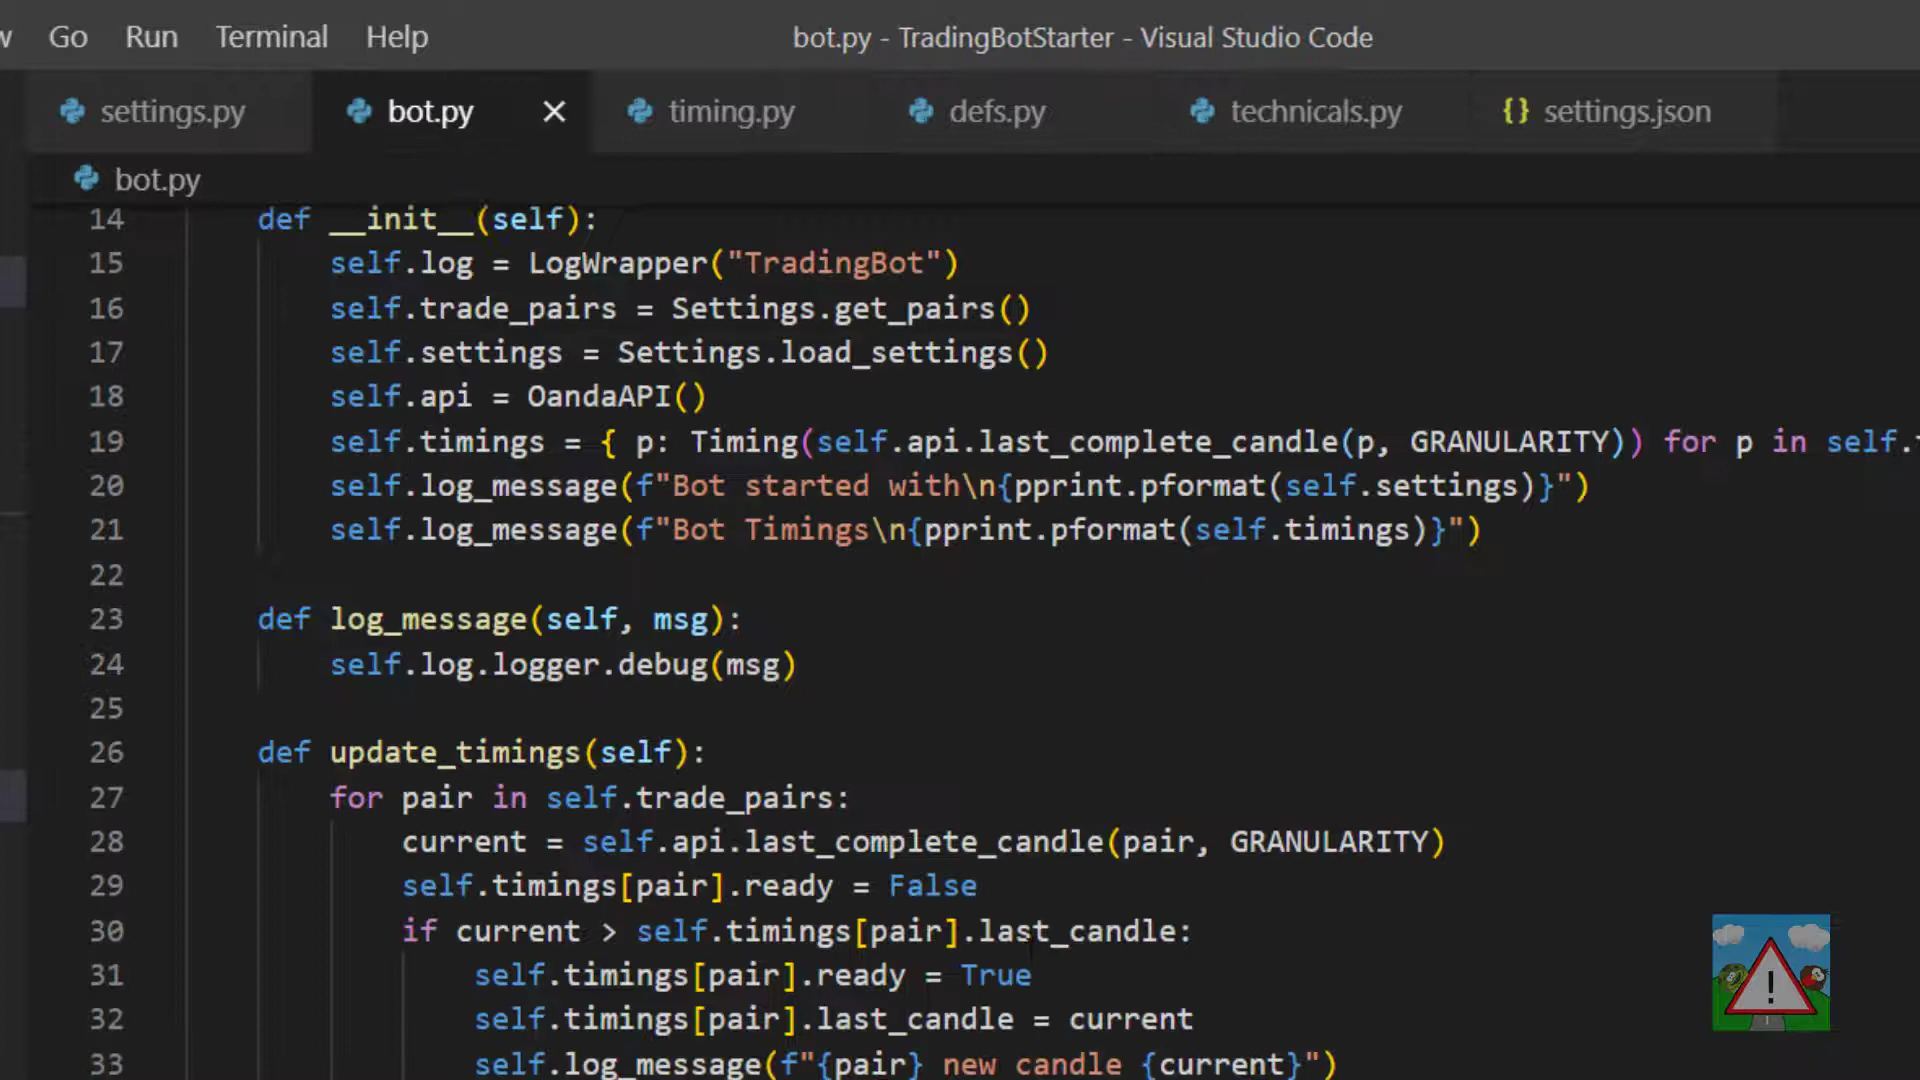 Go Run Terminal Help bot.py - TradingBotStarter - Visual Studio Code
settings.py bot.py timing.py defs.py technicals.py {} settings.json
bot.py
14 def __init__(self):
15 self.log = LogWrapper("TradingBot")
16 self.trade_pairs = Settings.get_pairs()
17 self.settings = Settings.load_settings()
18 self.api = OandaAPI()
19 self.timings = { p: Timing(self.api.last_complete_candle(p, GRANULARITY)) for p in self.
20 self.log_message(f"Bot started with\n{pprint.pformat(self.settings)}")
21 self.log_message(f"Bot Timings\n{pprint.pformat(self.timings)}")
22
23 def log_message(self, msg):
24 self.log.logger.debug(msg)
25
26 def update_timings(self):
27 for pair in self.trade_pairs:
28 current = self.api.last_complete_candle(pair, GRANULARITY)
29 self.timings[pair].ready = False
30 if current > self.timings[pair].last_candle:
31 self.timings[pair].ready = True
32 self.timings[pair].last_candle = current
33 self.log_message(f"{pair} new candle {current}")